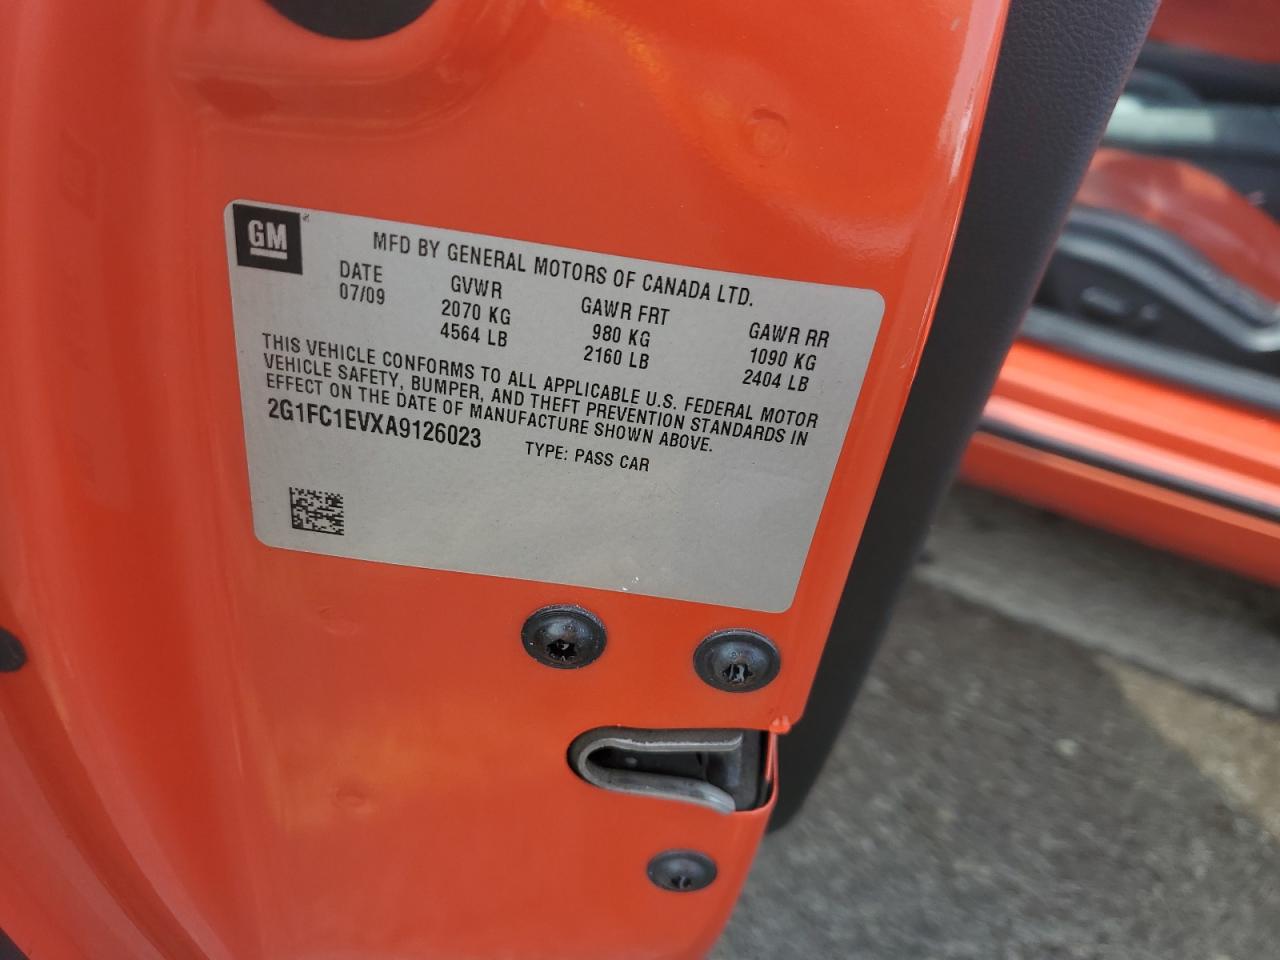 GM
MFD BY GENERAL MOTORS OF CANADA LTD.
DATE GVWR GAWR FRT GAWR RR
07/09 2070 KG 980 KG 1090 KG
4564 LB 2160 LB 2404 LB
THIS VEHICLE CONFORMS TO ALL APPLICABLE U.S. FEDERAL MOTOR
VEHICLE SAFETY, BUMPER, AND THEFT PREVENTION STANDARDS IN
EFFECT ON THE DATE OF MANUFACTURE SHOWN ABOVE.
2G1FC1EVXA9126023 TYPE: PASS CAR